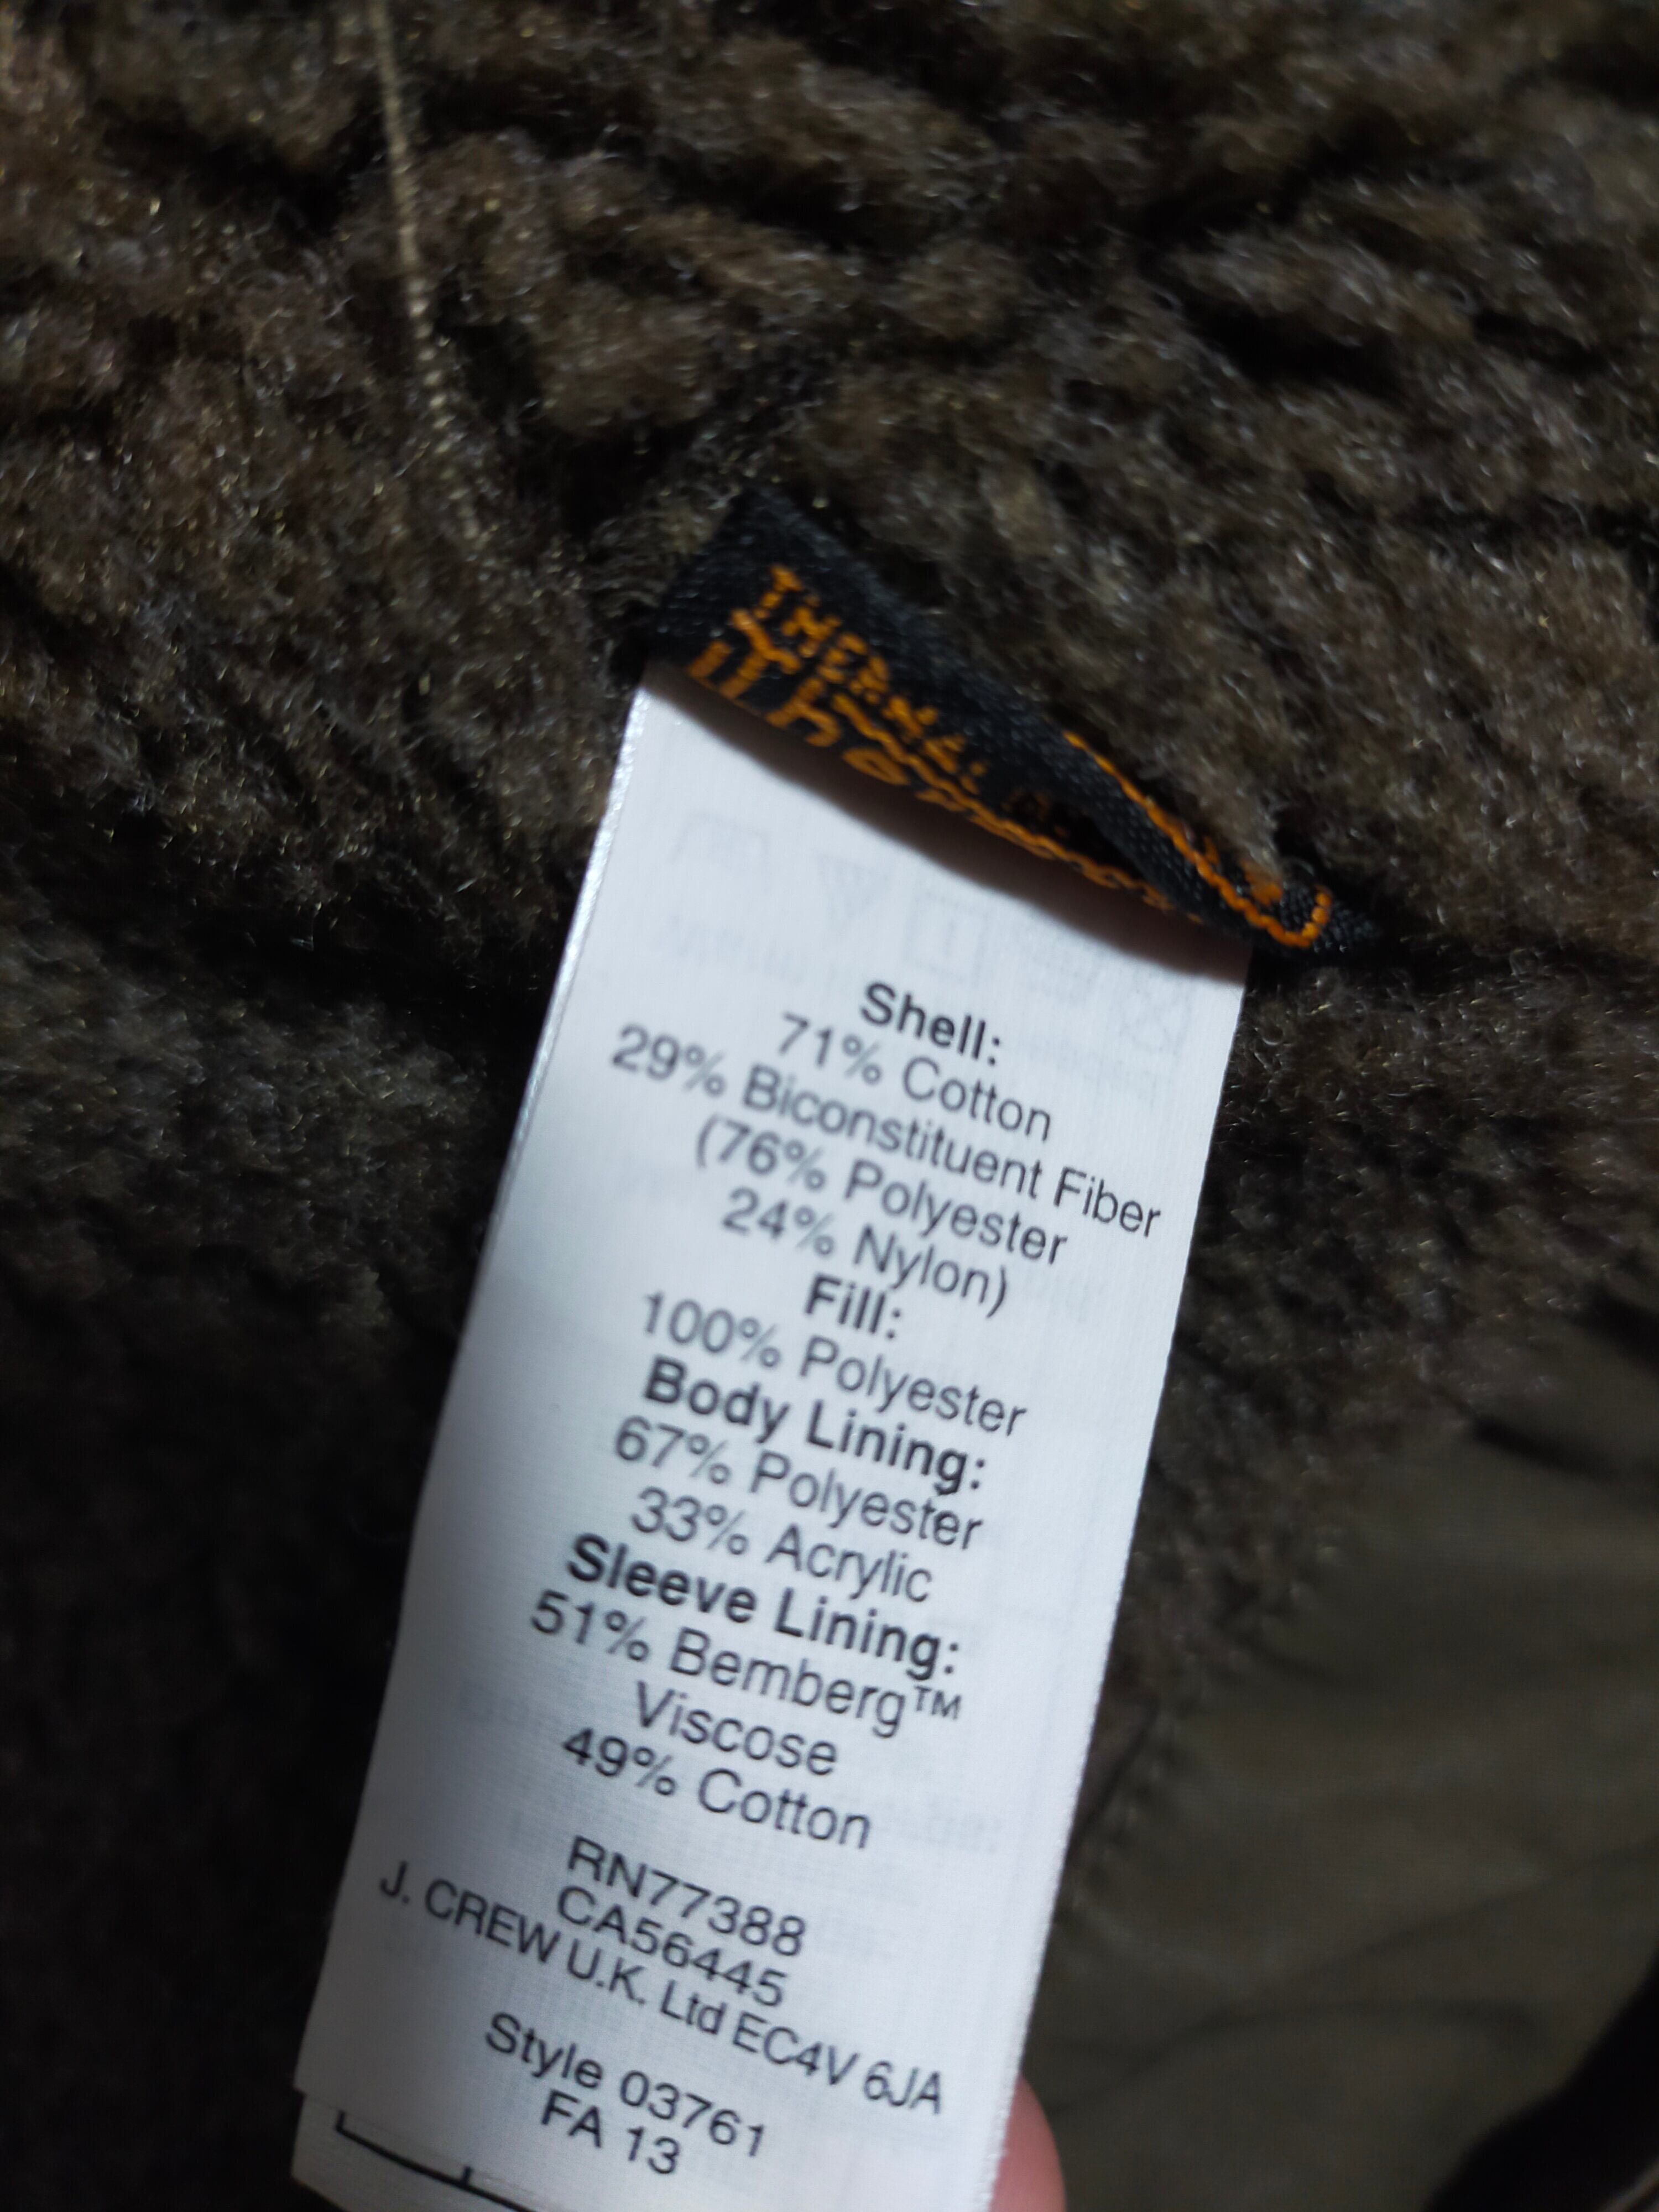 THERMAL
Shell:
71% Cotton
29% Biconstituent Fiber
(76% Polyester
24% Nylon)
Fill:
100% Polyester
Body Lining:
67% Polyester
33% Acrylic
Sleeve Lining:
51% Bemberg™
Viscose
49% Cotton
RN77388
CA56445
J. CREW U.K. Ltd EC4V 6JA
Style 03761
FA 13